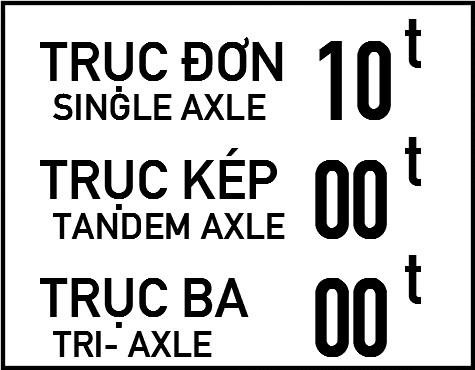 TRỤC ĐƠN 10t
SINGLE AXLE
TRỤC KÉP 00t
TANDEM AXLE
TRỤC BA 00t
TRI- AXLE